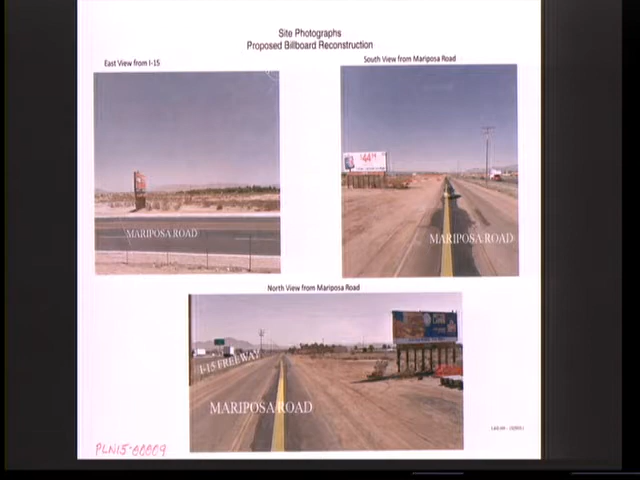 Site Photographs
Proposed Billboard Reconstruction
East View from I-15
South View from Mariposa Road
MARIPOSA ROAD
44
MARIPOSA ROAD
North View from Mariposa Road
I-15 FREEWAY
MARIPOSA ROAD
PLN15-00009